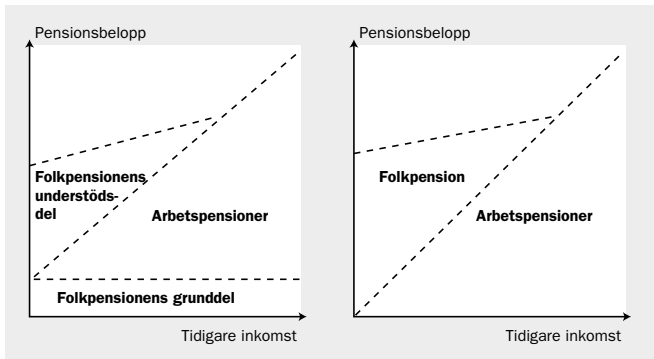 Pensionsbelopp
Folkpensionens
understöds-
del
Arbetspensioner
Folkpensionens grunddel
Tidigare inkomst
Pensionsbelopp
Folkpension
Arbetspensioner
Tidigare inkomst